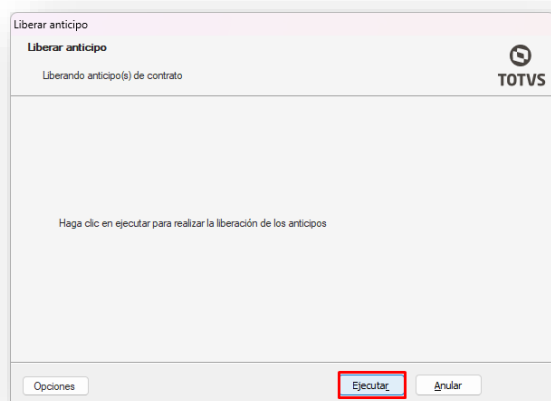 Liberar anticipo
Liberar anticipo
Liberando anticipo(s) de contrato
TOTVS
Haga clic en ejecutar para realizar la liberación de los anticipos
Opciones
Ejecutar
Anular